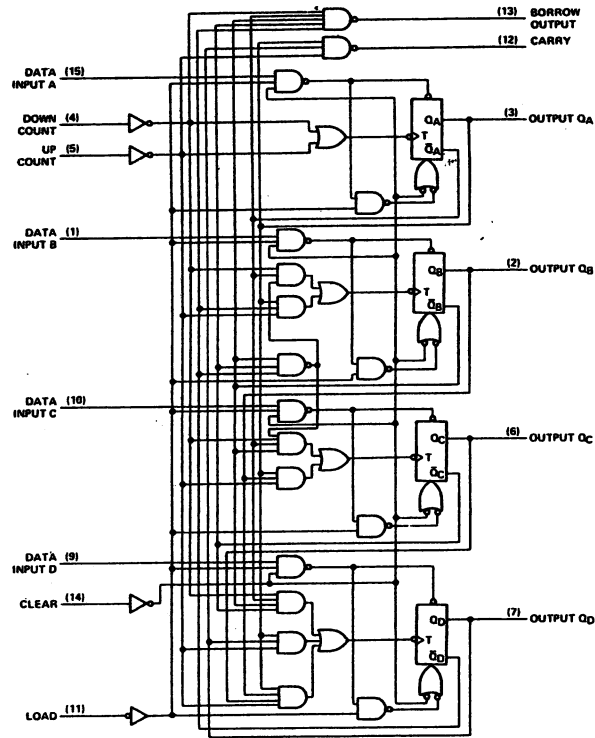 (13) BORROW
OUTPUT
(12) CARRY
DATA (15)
INPUT A
DOWN (4)
COUNT
UP (5)
COUNT
QA
T
Q̅A
(3) OUTPUT QA
DATA (1)
INPUT B
QB
T
Q̅B
(2) OUTPUT QB
DATA (10)
INPUT C
QC
T
Q̅C
(6) OUTPUT QC
DATA (9)
INPUT D
CLEAR (14)
QD
T
Q̅D
(7) OUTPUT QD
LOAD (11)